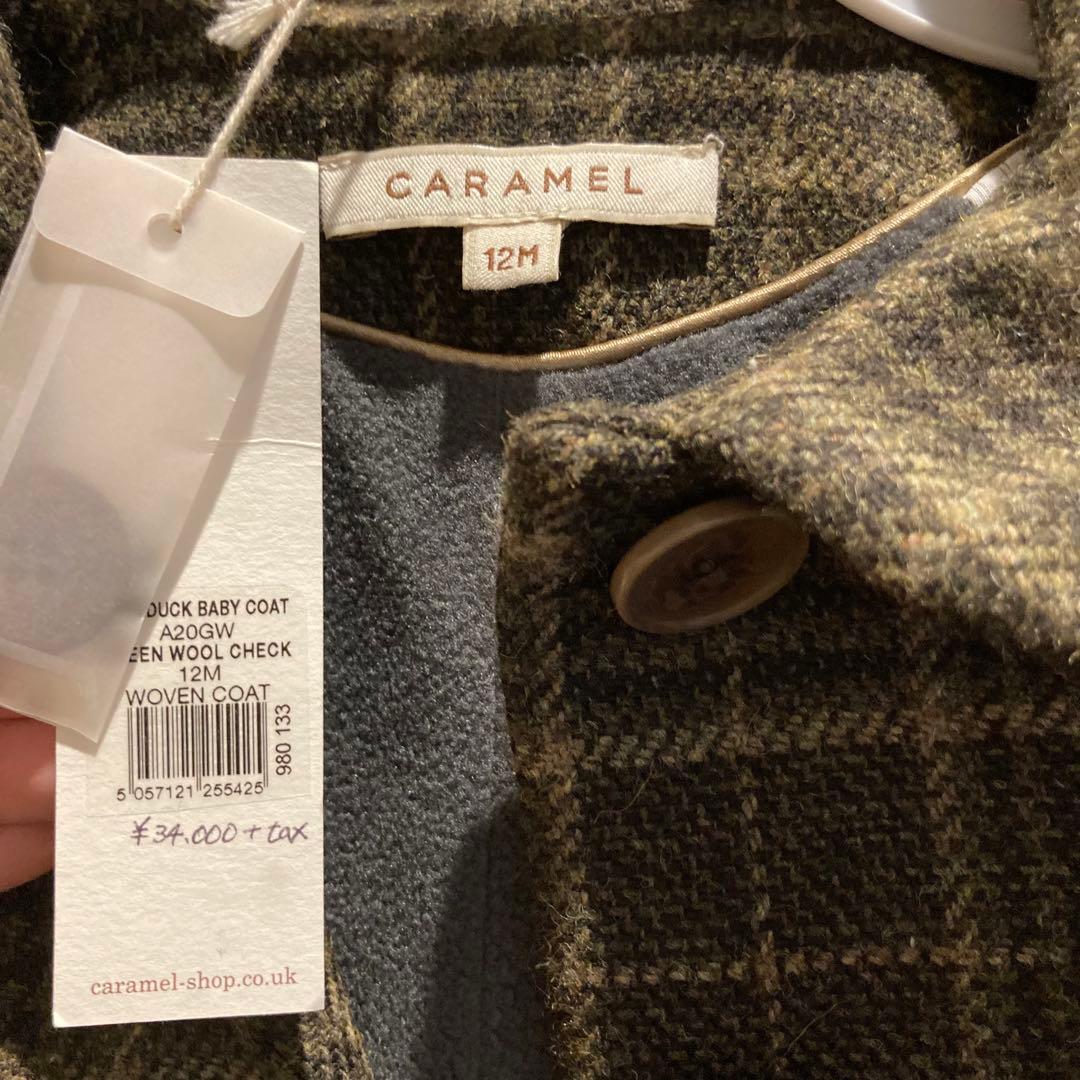 CARAMEL
12M
DUCK BABY COAT
A20GW
EEN WOOL CHECK
12M
WOVEN COAT
980 133
5 057121 255425
¥34,000 + tax
caramel-shop.co.uk